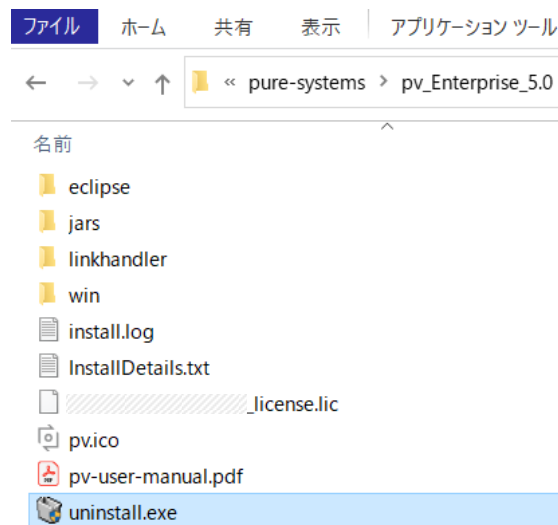 ファイル ホーム 共有 表示 アプリケーション ツール
« pure-systems > pv_Enterprise_5.0
名前
eclipse
jars
linkhandler
win
install.log
InstallDetails.txt
_license.lic
pv.ico
pv-user-manual.pdf
uninstall.exe